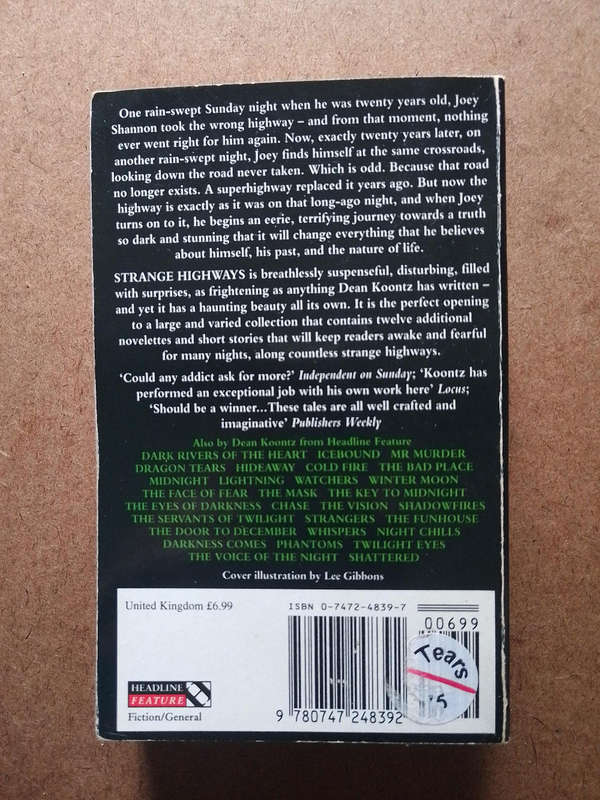 One rain-swept Sunday night when he was twenty years old, Joey
Shannon took the wrong highway – and from that moment, nothing
ever went right for him again. Now, exactly twenty years later, on
another rain-swept night, Joey finds himself at the same crossroads,
looking down the road never taken. Which is odd. Because that road
no longer exists. A superhighway replaced it years ago. But now the
highway is exactly as it was on that long-ago night, and when Joey
turns on to it, he begins an eerie, terrifying journey towards a truth
so dark and stunning that it will change everything that he believes
about himself, his past, and the nature of life.
STRANGE HIGHWAYS is breathlessly suspenseful, disturbing, filled
with surprises, as frightening as anything Dean Koontz has written –
and yet it has a haunting beauty all its own. It is the perfect opening
to a large and varied collection that contains twelve additional
novelettes and short stories that will keep readers awake and fearful
for many nights, along countless strange highways.
'Could any addict ask for more?' Independent on Sunday; 'Koontz has
performed an exceptional job with his own work here' Locus;
'Should be a winner...These tales are all well crafted and
imaginative' Publishers Weekly
Also by Dean Koontz from Headline Feature
DARK RIVERS OF THE HEART ICEBOUND MR MURDER
DRAGON TEARS HIDEAWAY COLD FIRE THE BAD PLACE
MIDNIGHT LIGHTNING WATCHERS WINTER MOON
THE FACE OF FEAR THE MASK THE KEY TO MIDNIGHT
THE EYES OF DARKNESS CHASE THE VISION SHADOWFIRES
THE SERVANTS OF TWILIGHT STRANGERS THE FUNHOUSE
THE DOOR TO DECEMBER WHISPERS NIGHT CHILLS
DARKNESS COMES PHANTOMS TWILIGHT EYES
THE VOICE OF THE NIGHT SHATTERED
Cover illustration by Lee Gibbons
United Kingdom £6.99
ISBN 0-7472-4839-7
00699
Tears
HEADLINE
FEATURE
Fiction/General
9 780747 248392